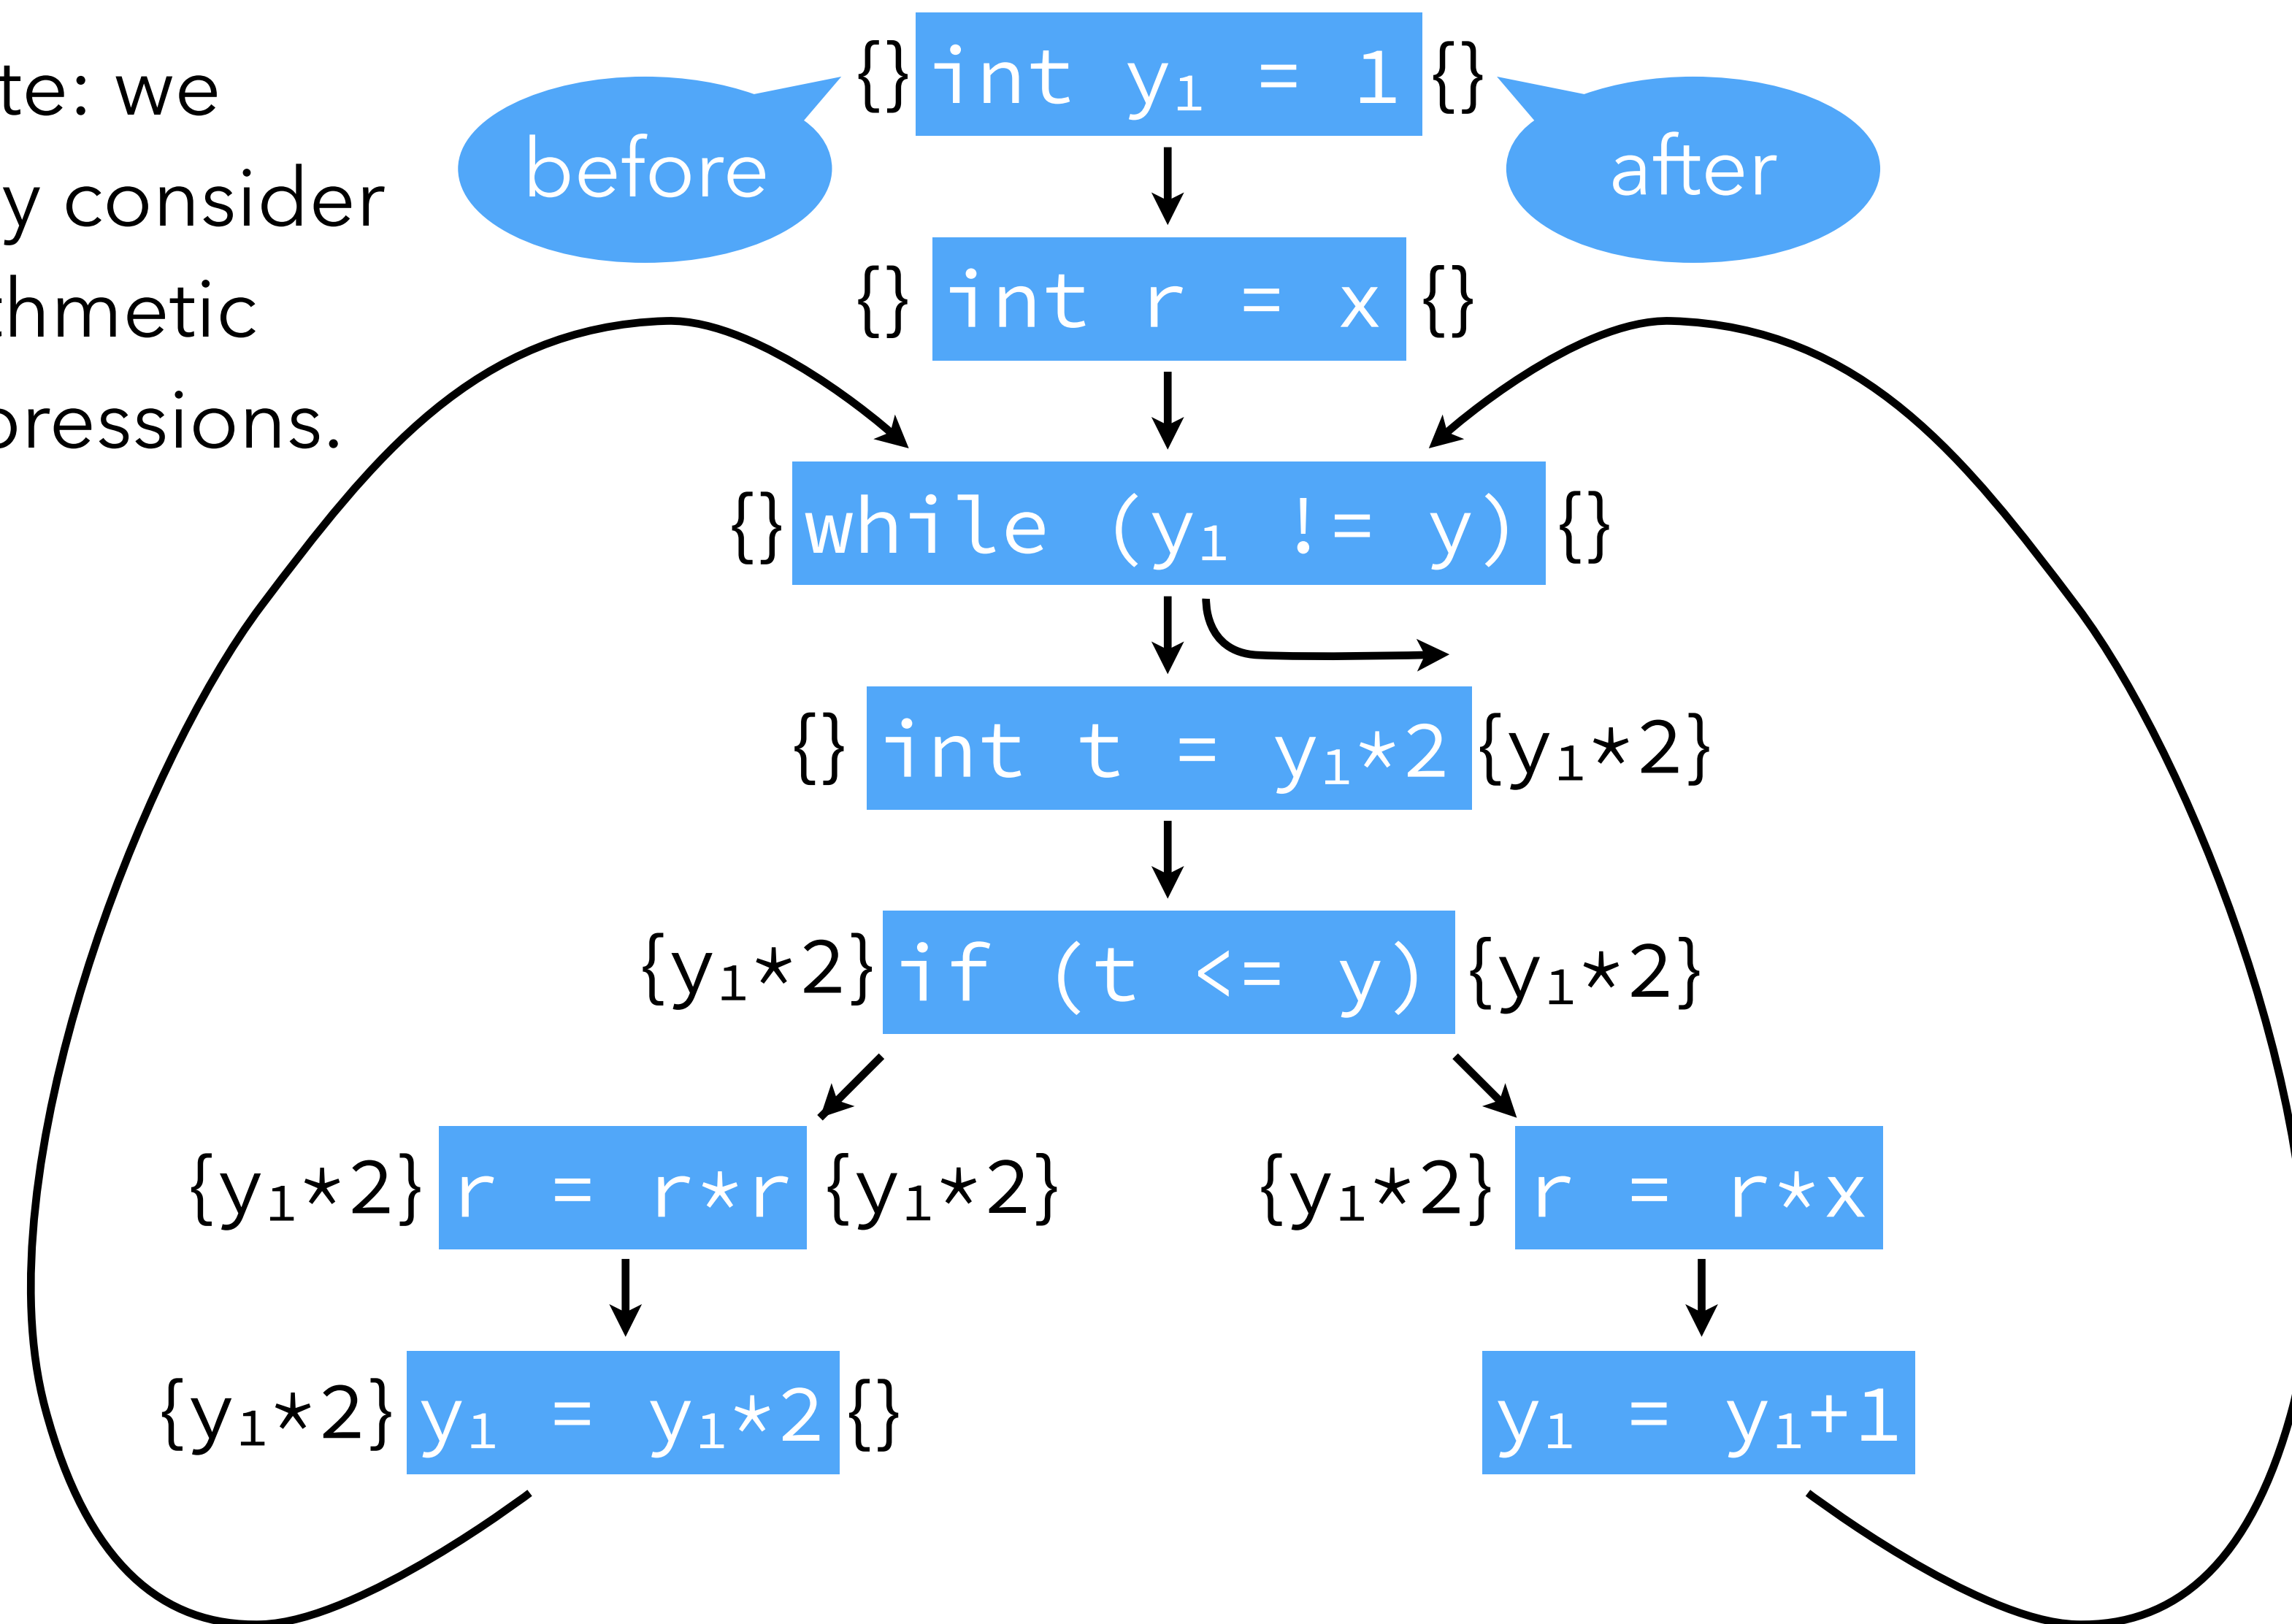 te: we
y consider
thmetic
pressions.
before
after
{} int y₁ = 1 {}
{} int r = x {}
{} while (y₁ != y) {}
{} int t = y₁*2 {y₁*2}
{y₁*2} if (t <= y) {y₁*2}
{y₁*2} r = r*r {y₁*2}
{y₁*2} r = r*x
{y₁*2} y₁ = y₁*2 {}
y₁ = y₁+1